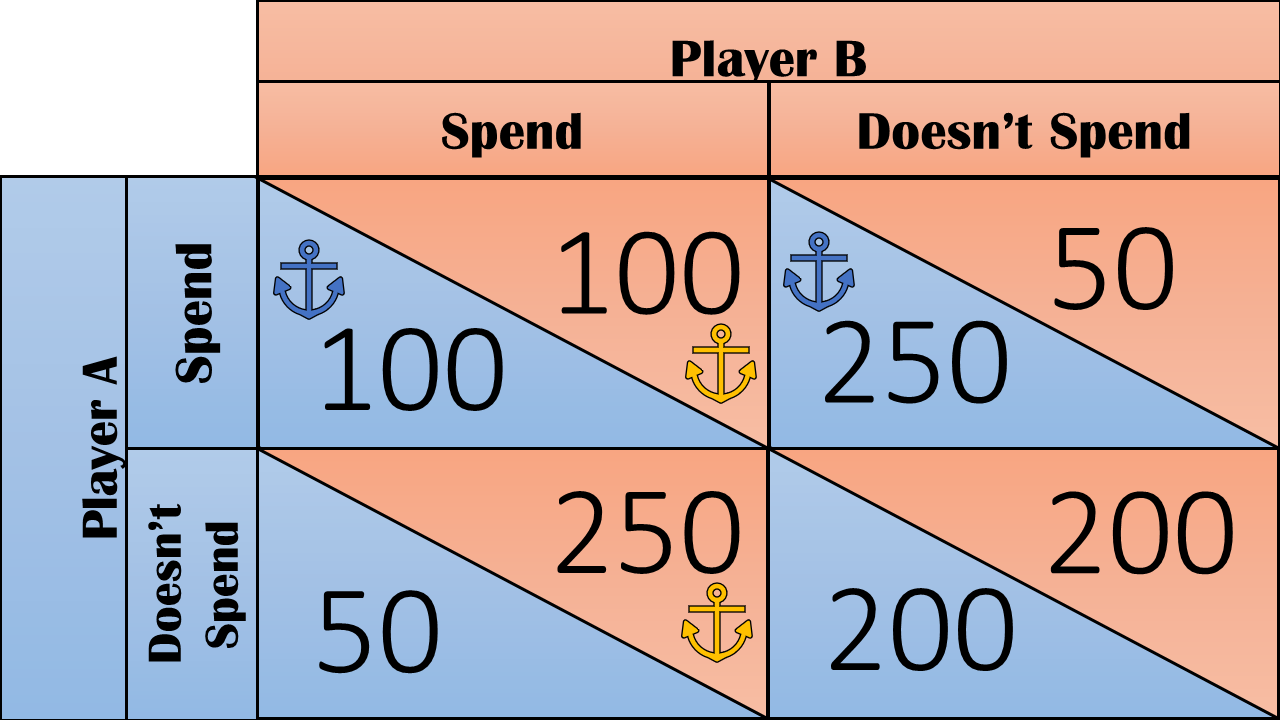 Player B
Spend
Doesn’t Spend
Player A
Spend
100
100
50
250
Doesn’t
Spend
250
50
200
200